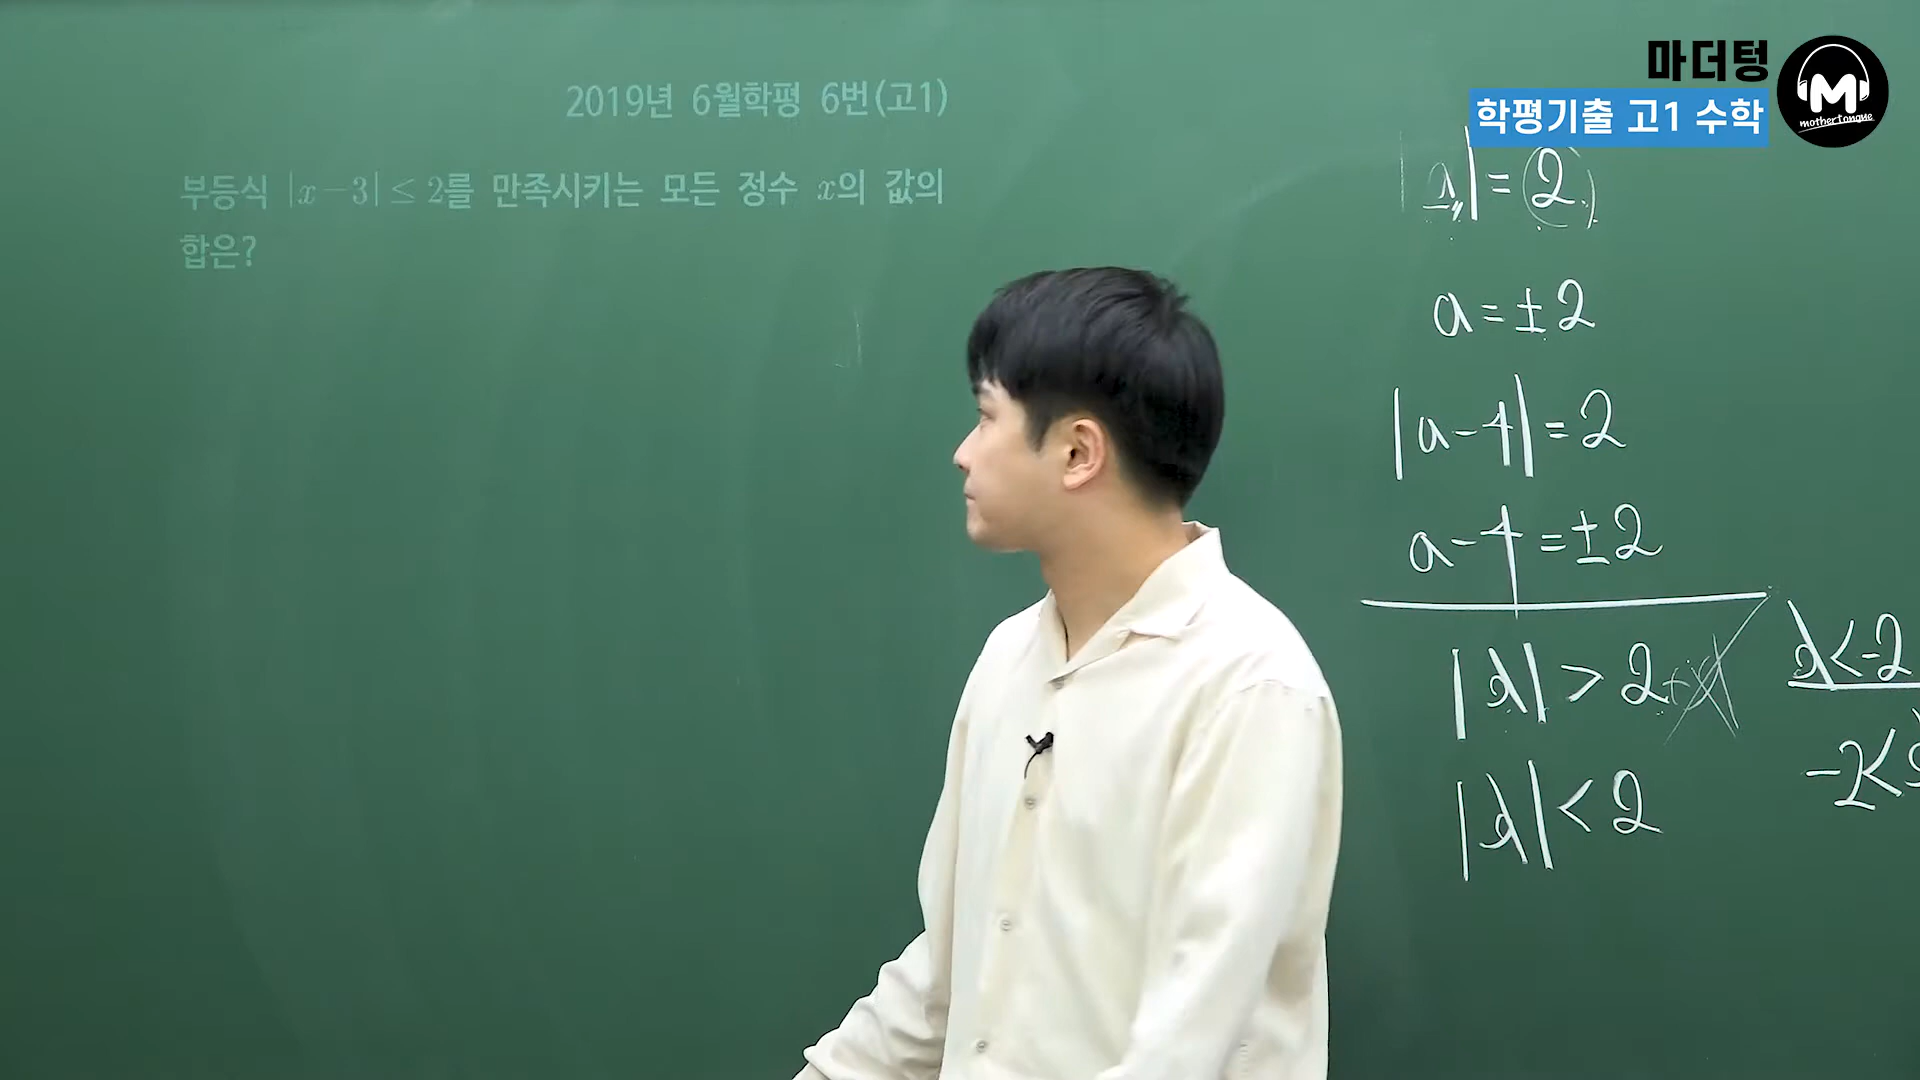 마더텅
학평기출 고1 수학
mothertongue
2019년 6월학평 6번(고1)
부등식 |x-3| ≤ 2를 만족시키는 모든 정수 x의 값의
합은?
|a| = 2
a = ±2
|a-4| = 2
a-4 = ±2
|a| > 2
a<-2
-2<
|a| < 2